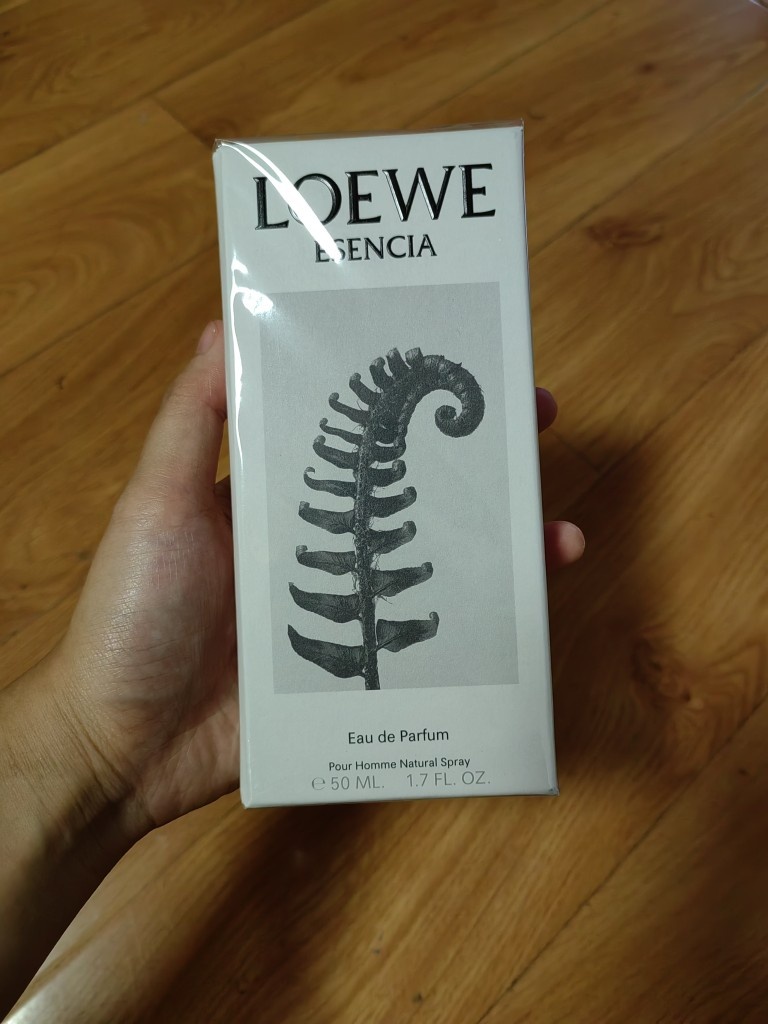 LOEWE
ESENCIA
Eau de Parfum
Pour Homme Natural Spray
℮ 50 ML. 1.7 FL. OZ.